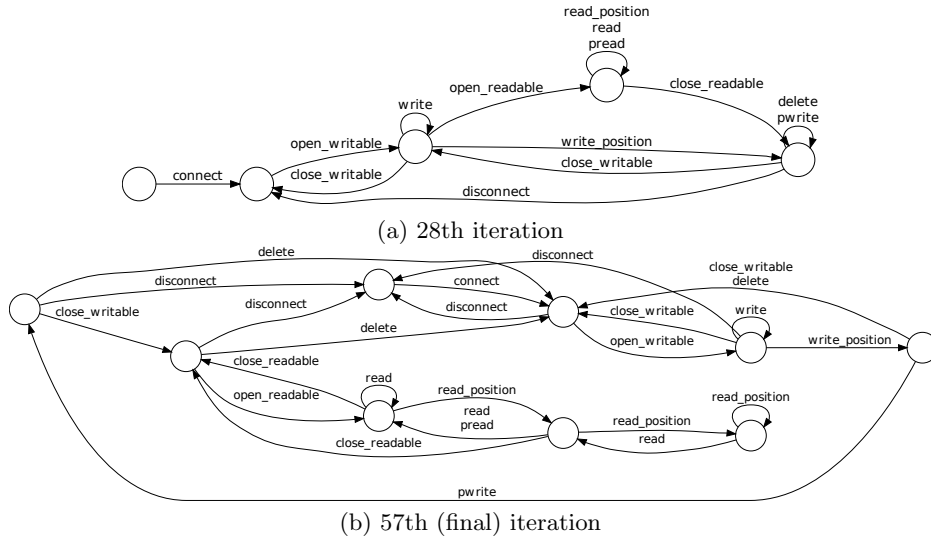 read_position
read
pread
open_readable
close_readable
write
delete
pwrite
open_writable
write_position
close_writable
connect
close_writable
disconnect
(a) 28th iteration
delete
disconnect
close_writable
delete
disconnect
connect
write
close_writable
disconnect
disconnect
close_writable
open_writable
write_position
delete
close_readable
read
read_position
read_position
open_readable
read
pread
read_position
close_readable
read
pwrite
(b) 57th (final) iteration